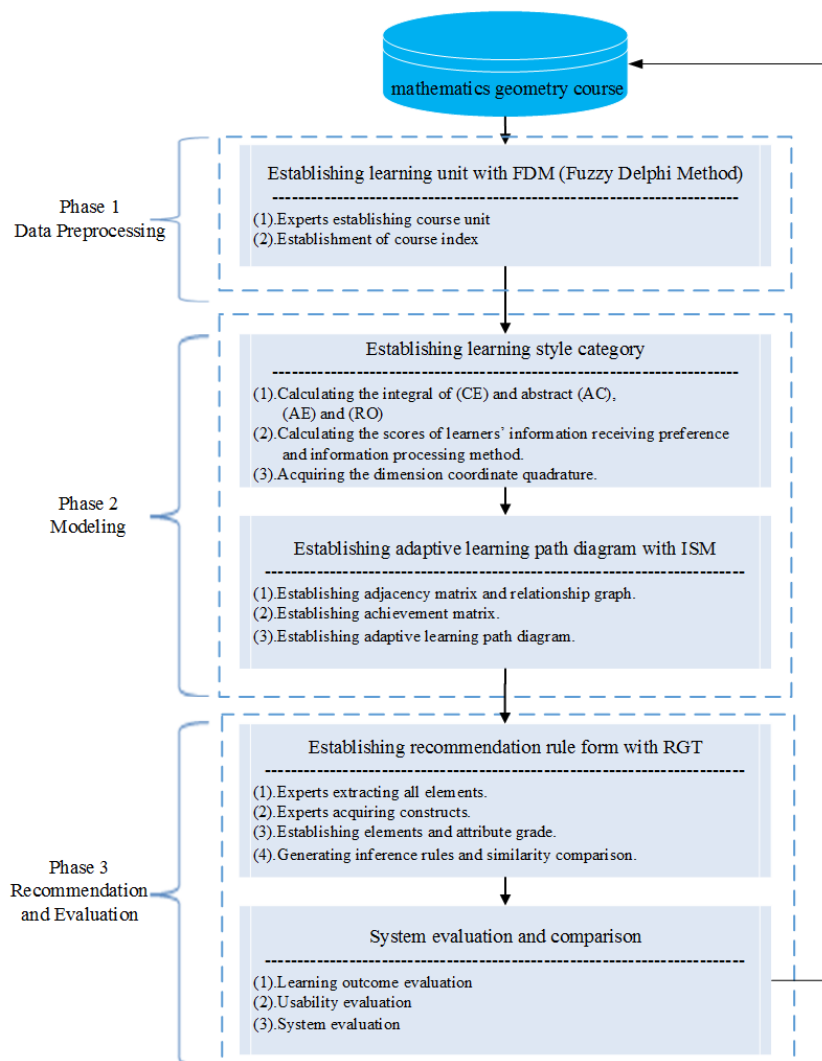 mathematics geometry course
Phase 1
Data Preprocessing
Establishing learning unit with FDM (Fuzzy Delphi Method)
(1).Experts establishing course unit
(2).Establishment of course index
Phase 2
Modeling
Establishing learning style category
(1).Calculating the integral of (CE) and abstract (AC),
(AE) and (RO)
(2).Calculating the scores of learners' information receiving preference
and information processing method.
(3).Acquiring the dimension coordinate quadrature.
Establishing adaptive learning path diagram with ISM
(1).Establishing adjacency matrix and relationship graph.
(2).Establishing achievement matrix.
(3).Establishing adaptive learning path diagram.
Phase 3
Recommendation
and Evaluation
Establishing recommendation rule form with RGT
(1).Experts extracting all elements.
(2).Experts acquiring constructs.
(3).Establishing elements and attribute grade.
(4).Generating inference rules and similarity comparison.
System evaluation and comparison
(1).Learning outcome evaluation
(2).Usability evaluation
(3).System evaluation